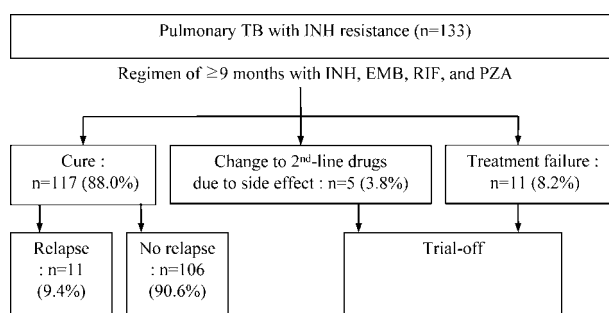 Pulmonary TB with INH resistance (n=133)
Regimen of ≥9 months with INH, EMB, RIF, and PZA
Cure :
n=117 (88.0%)
Change to 2nd-line drugs
due to side effect : n=5 (3.8%)
Treatment failure :
n=11 (8.2%)
Relapse
: n=11
(9.4%)
No relapse
: n=106
(90.6%)
Trial-off